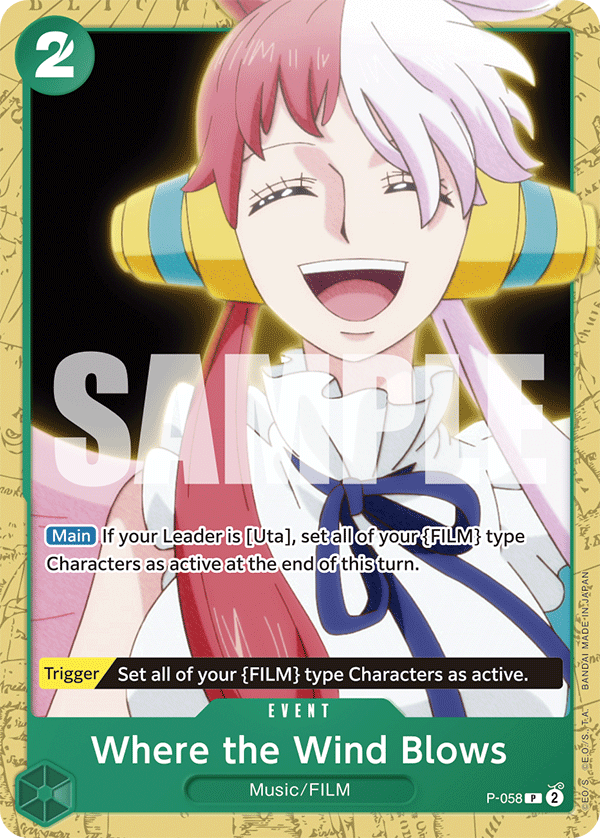 2
SAMPLE
Main If your Leader is [Uta], set all of your {FILM} type
Characters as active at the end of this turn.
Trigger Set all of your {FILM} type Characters as active.
EVENT
Where the Wind Blows
Music/FILM
P-058 P 2
BANDAI MADE IN JAPAN